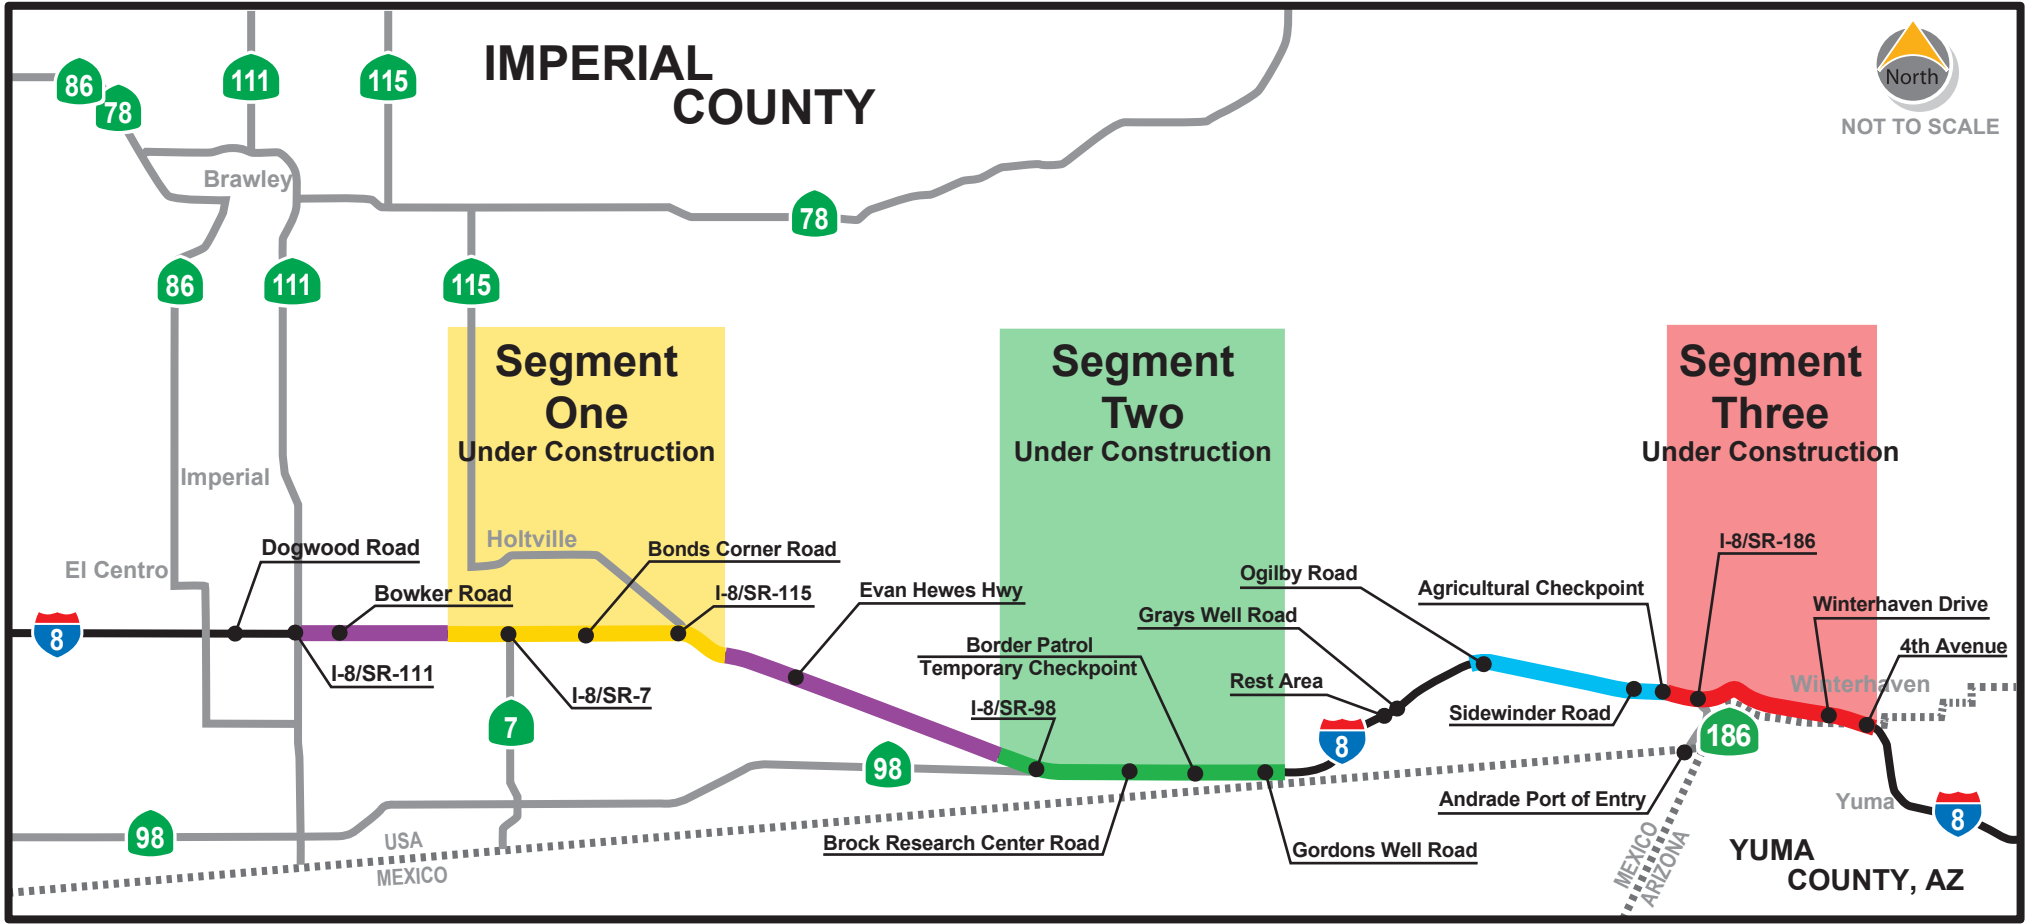 IMPERIAL
COUNTY
North
NOT TO SCALE
86
78
111
115
Brawley
78
86
111
115
Segment
One
Under Construction
Segment
Two
Under Construction
Segment
Three
Under Construction
Imperial
El Centro
Holtville
Dogwood Road
Bowker Road
Bonds Corner Road
I-8/SR-115
Evan Hewes Hwy
8
I-8/SR-111
I-8/SR-7
7
Border Patrol
Temporary Checkpoint
I-8/SR-98
Ogilby Road
Grays Well Road
Rest Area
Agricultural Checkpoint
I-8/SR-186
Winterhaven Drive
4th Avenue
Winterhaven
Sidewinder Road
186
8
98
98
Andrade Port of Entry
Brock Research Center Road
Gordons Well Road
USA
MEXICO
MEXICO
ARIZONA
Yuma
8
YUMA
COUNTY, AZ